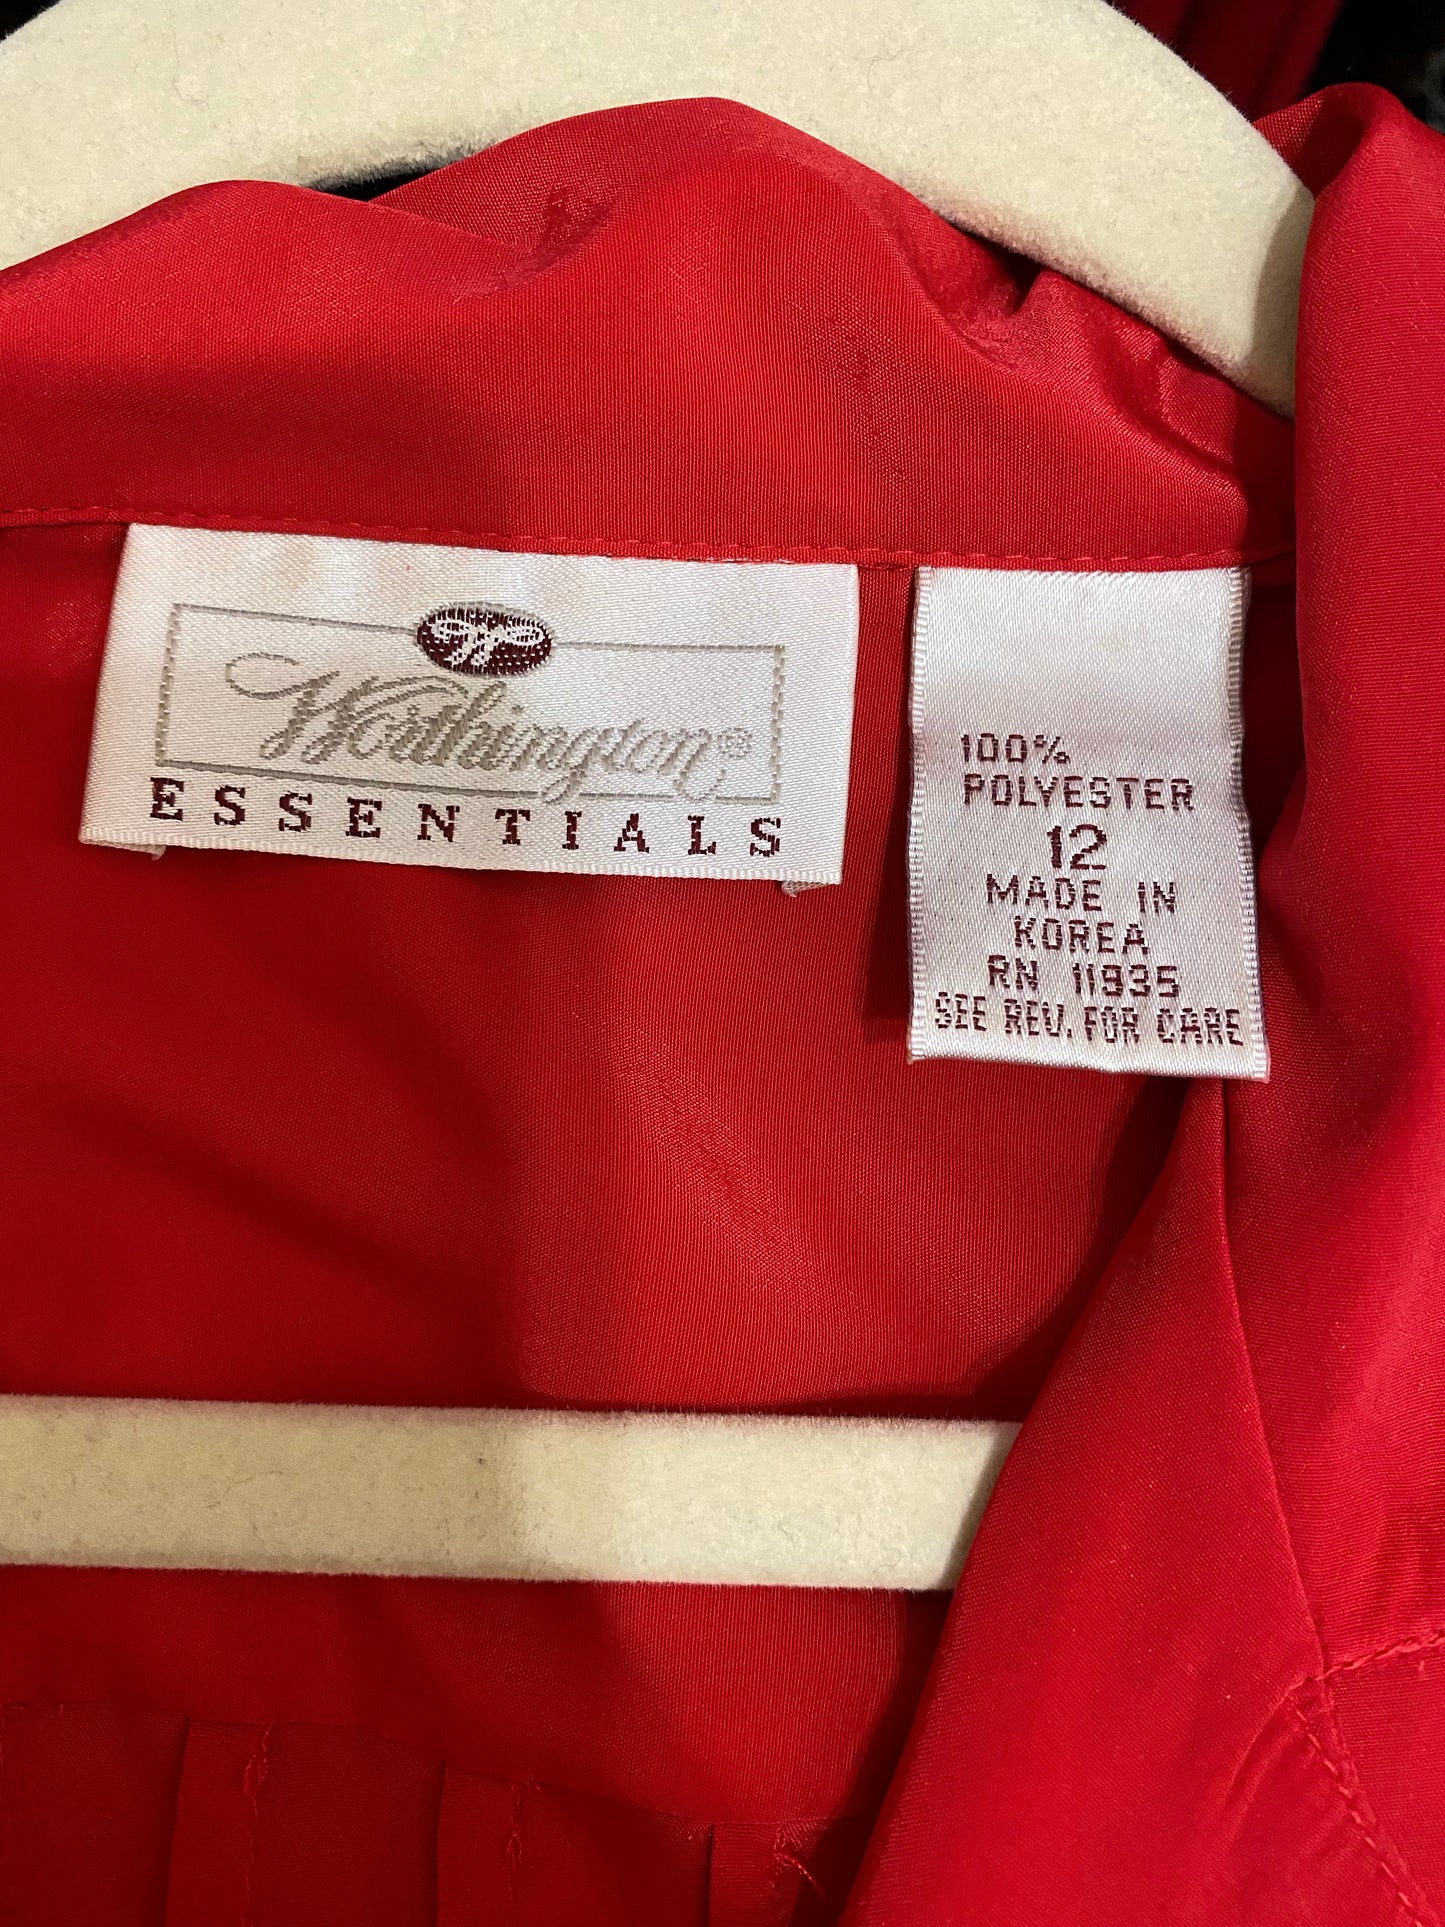 W
Worthington®
ESSENTIALS
100%
POLYESTER
12
MADE IN
KOREA
RN 11935
SEE REV. FOR CARE